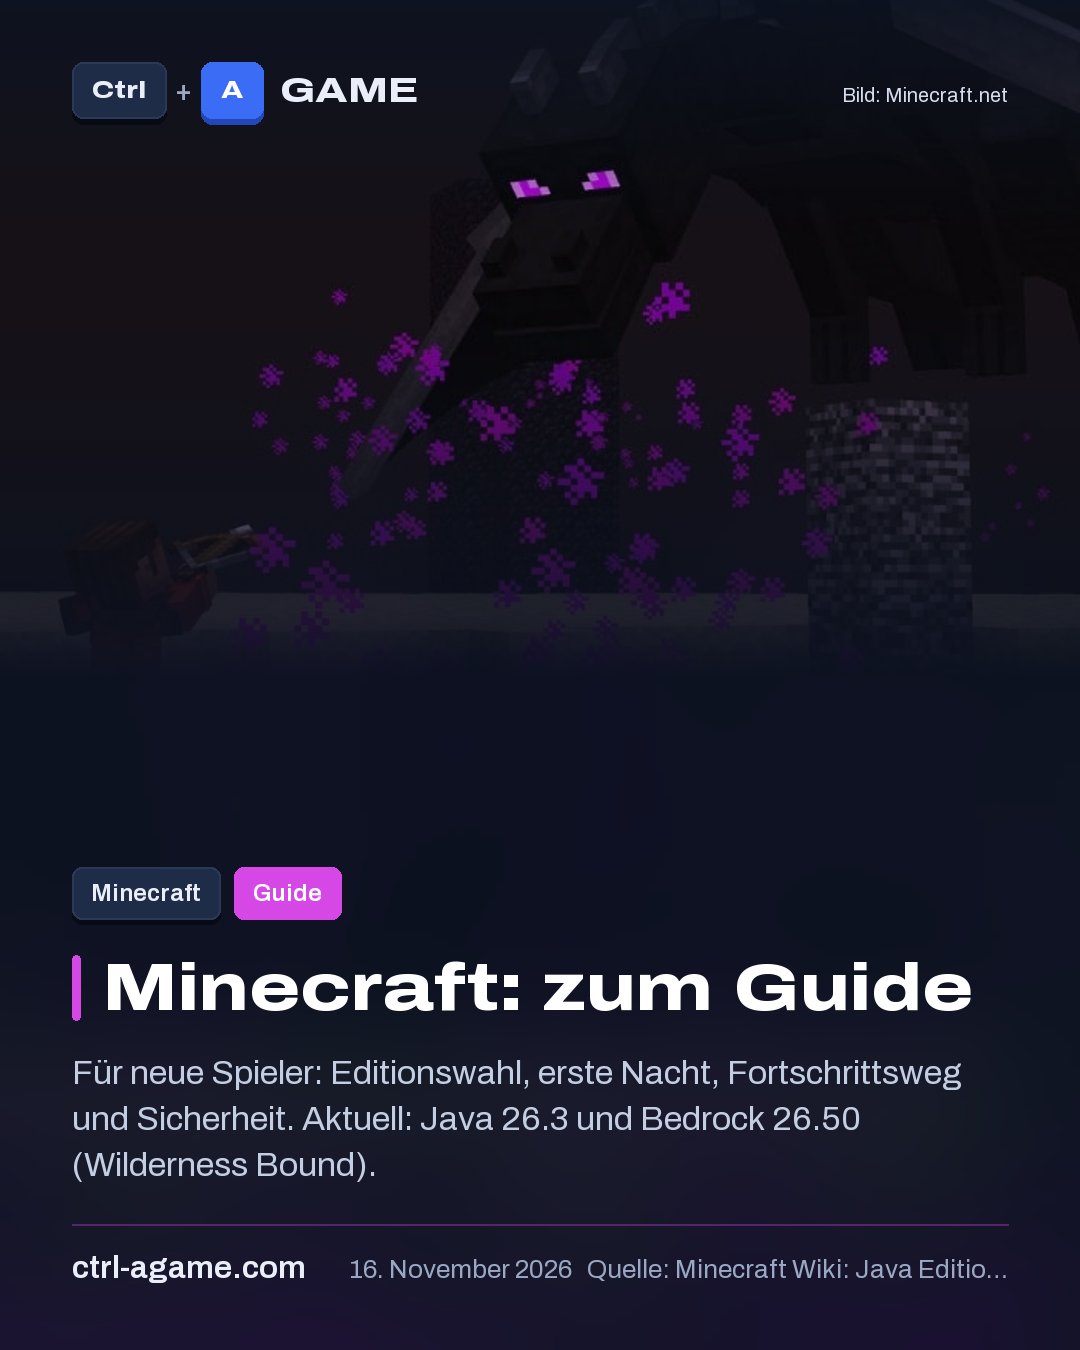 Ctrl + A GAME
Bild: Minecraft.net
Minecraft Guide
Minecraft: zum Guide
Für neue Spieler: Editionswahl, erste Nacht, Fortschrittsweg
und Sicherheit. Aktuell: Java 26.3 und Bedrock 26.50
(Wilderness Bound).
ctrl-agame.com 16. November 2026 Quelle: Minecraft Wiki: Java Editio...